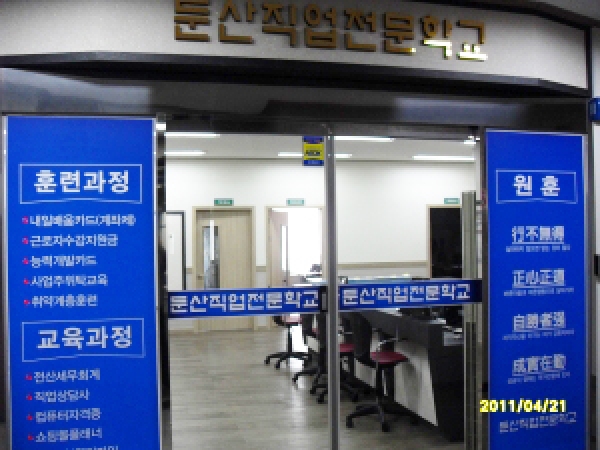 둔산직업전문학교
훈련과정
내일배움카드(계좌제)
근로자수강지원금
능력개발카드
사업주위탁교육
취약계층훈련
교육과정
전산세무회계
직업상담사
컴퓨터자격증
쇼핑몰플래너
둔산직업전문학교
둔산직업전문학교
원훈
行不無得
正心正道
自勝者强
成實在勤
둔산직업전문학교
2011/04/21